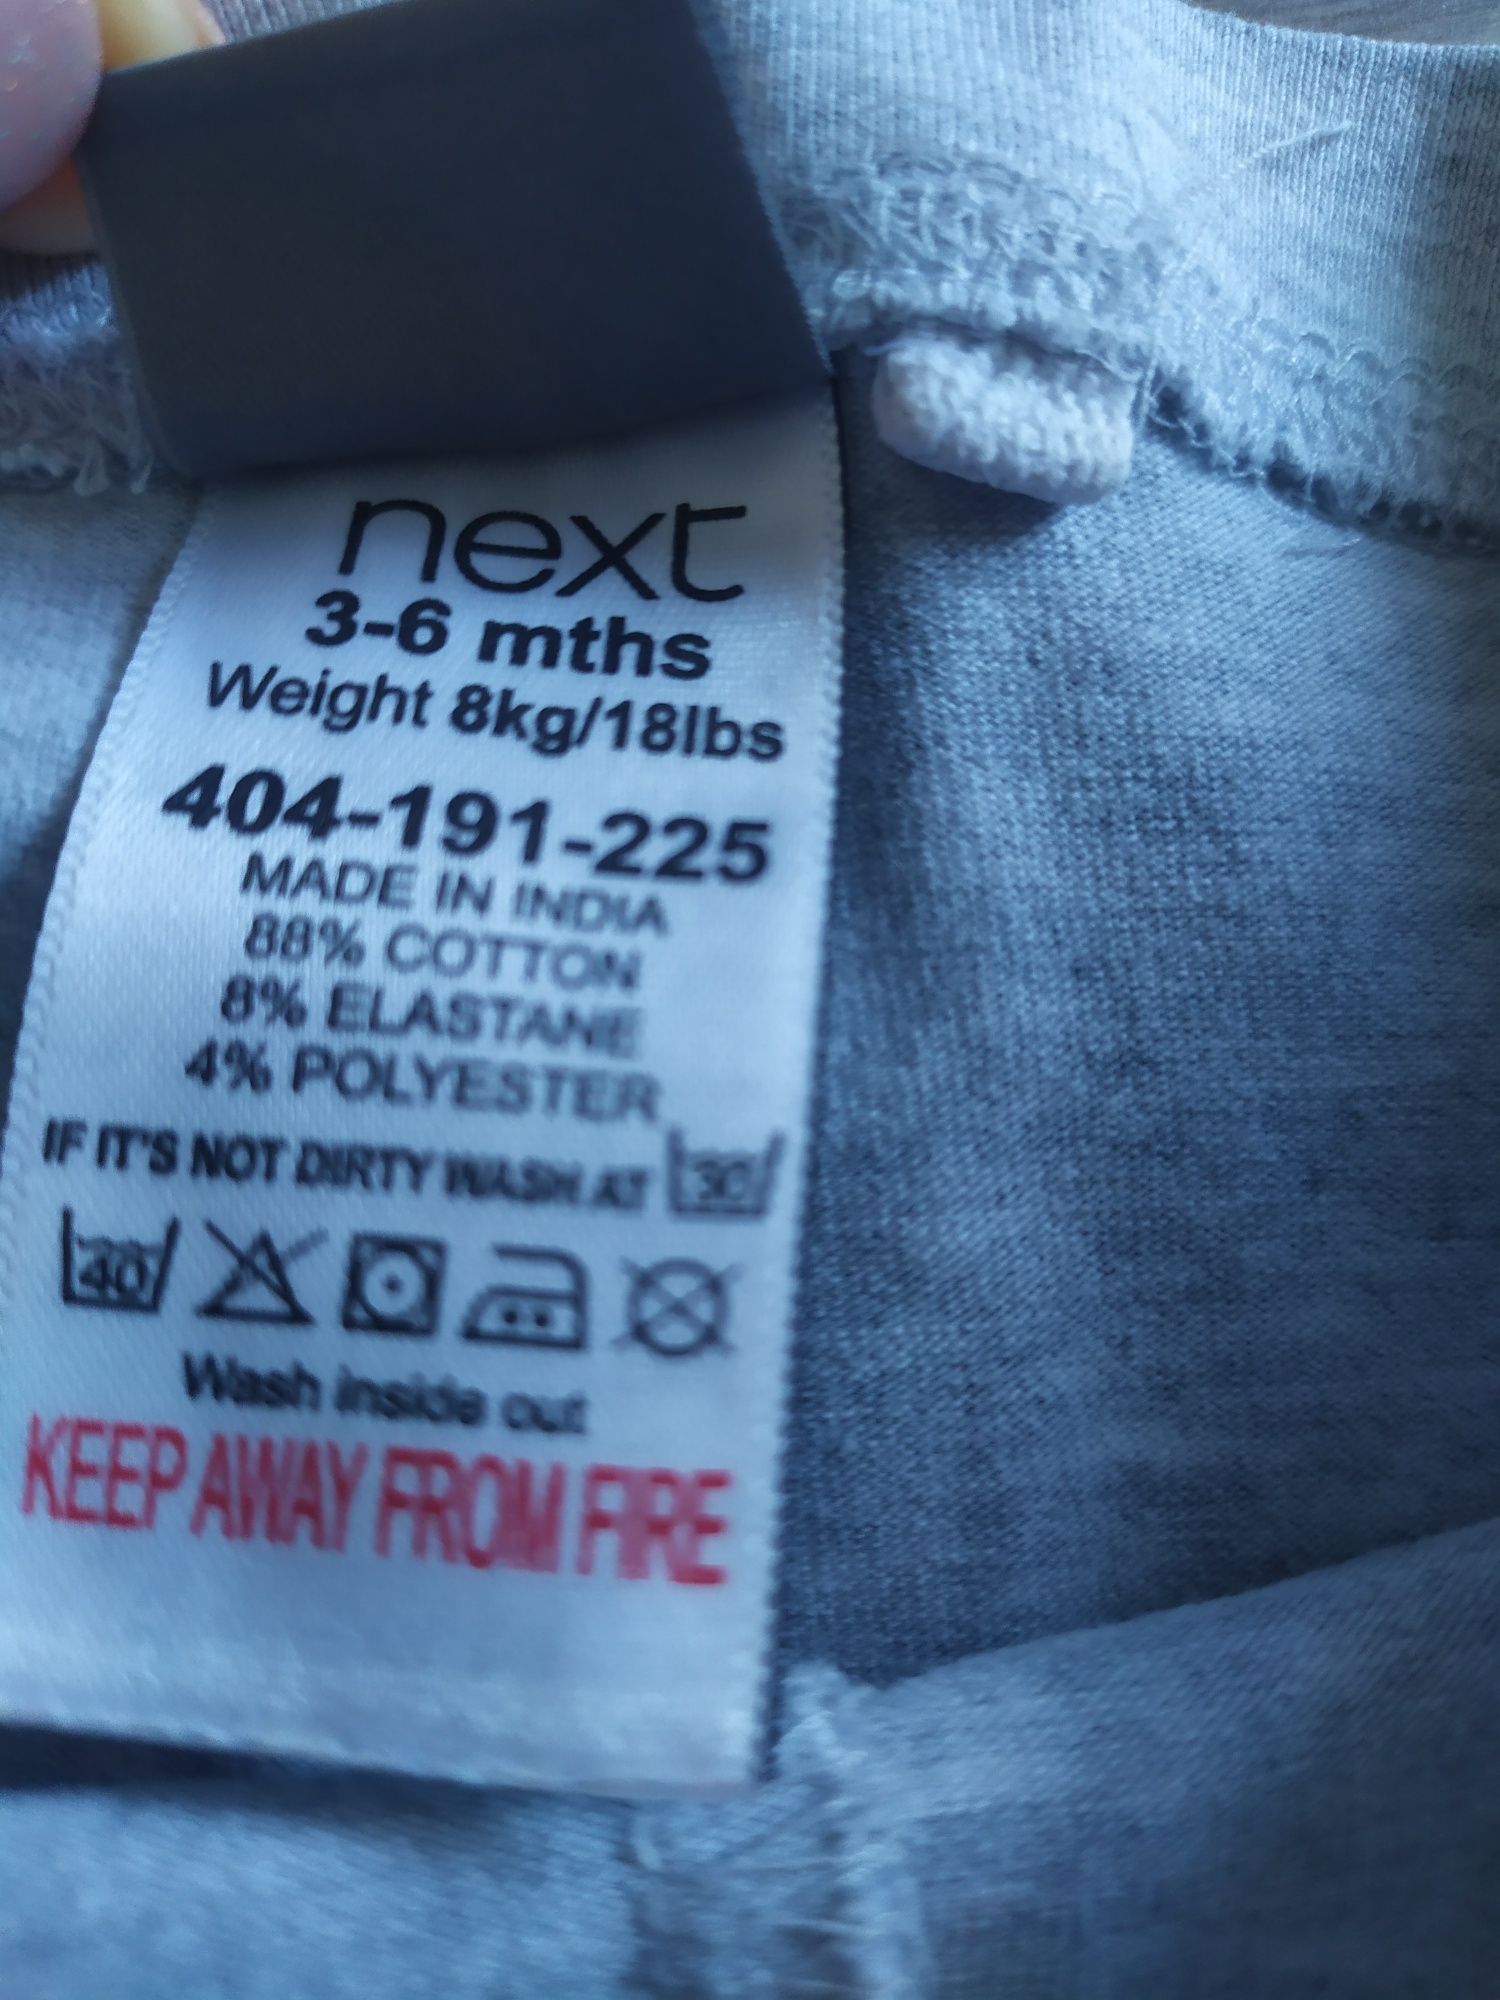 next
3-6 mths
Weight 8kg/18lbs
404-191-225
MADE IN INDIA
88% COTTON
8% ELASTANE
4% POLYESTER
IF IT'S NOT DIRTY WASH AT 30
40
Wash inside out
KEEP AWAY FROM FIRE